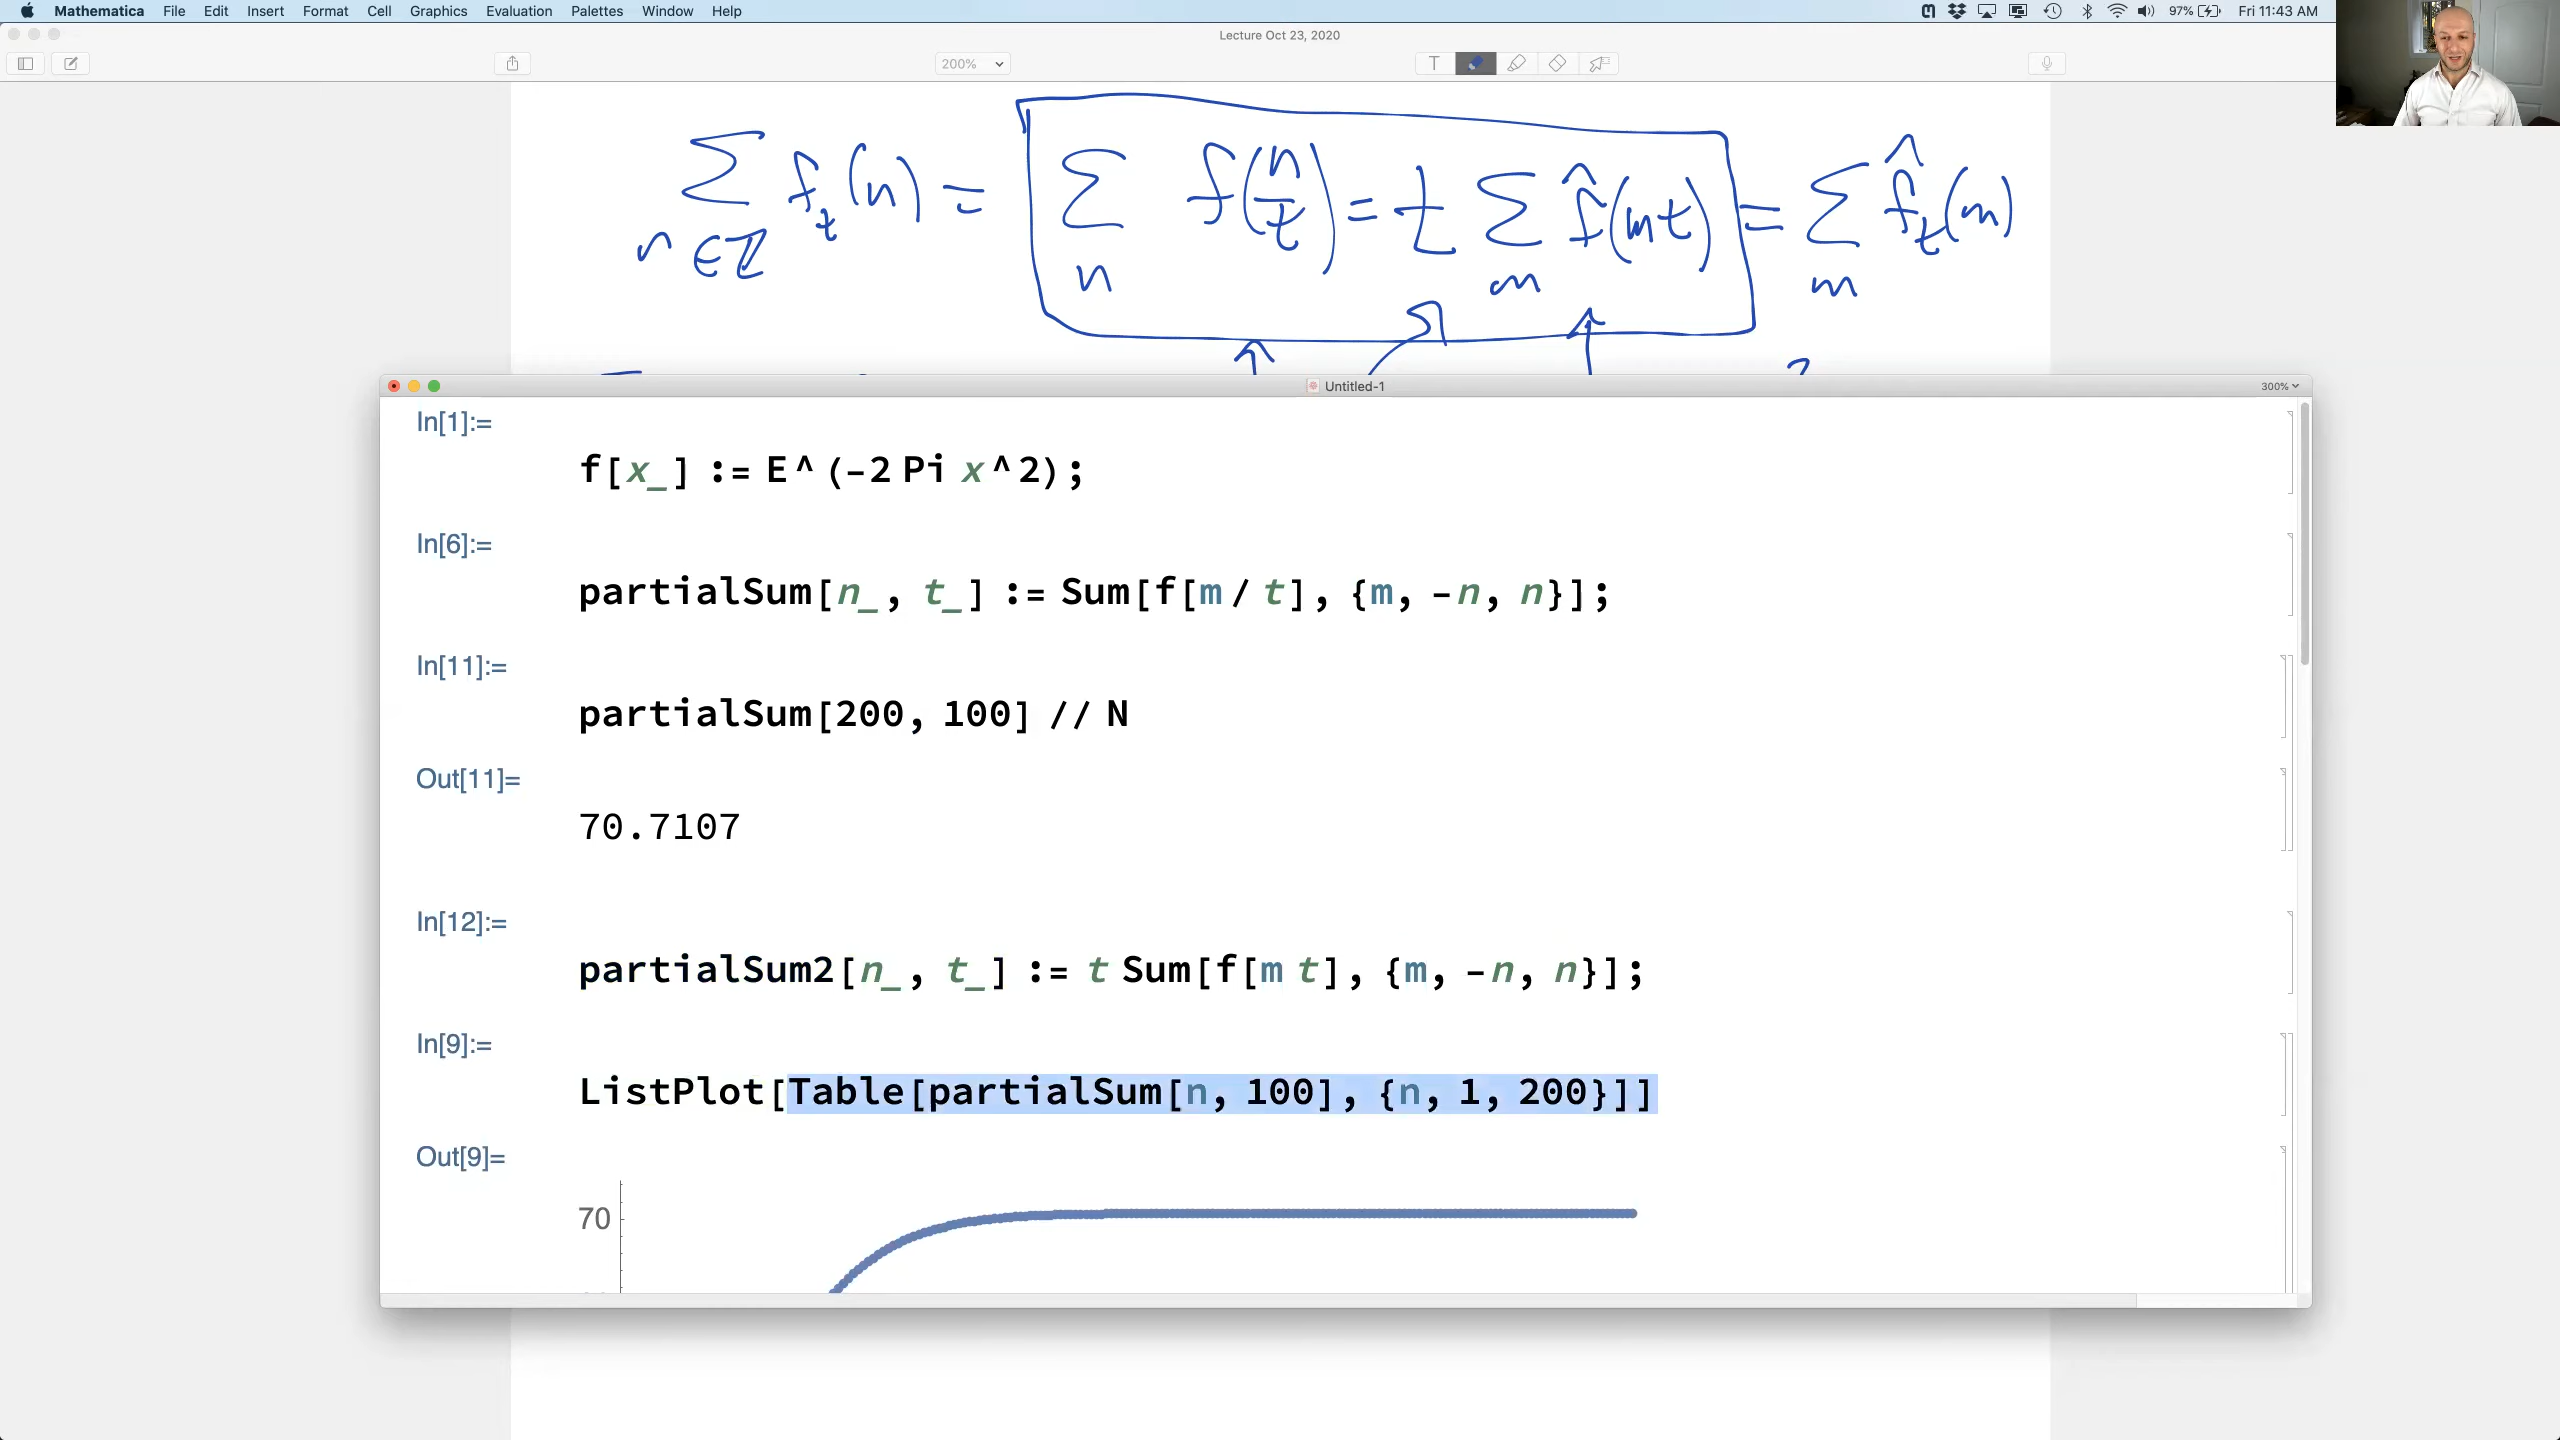 Mathematica File Edit Insert Format Cell Graphics Evaluation Palettes Window Help 97% Fri 11:43 AM
Lecture Oct 23, 2020
200% T
∑ f_t(n) = ∑ f(n/t) = t ∑ f̂(mt) = ∑ f̂_t(m)
n∈ℤ n m m
Untitled-1 300%
In[1]:=
f[x_] := E^(-2 Pi x^2);
In[6]:=
partialSum[n_, t_] := Sum[f[m / t], {m, -n, n}];
In[11]:=
partialSum[200, 100] // N
Out[11]=
70.7107
In[12]:=
partialSum2[n_, t_] := t Sum[f[m t], {m, -n, n}];
In[9]:=
ListPlot[Table[partialSum[n, 100], {n, 1, 200}]]
Out[9]=
70